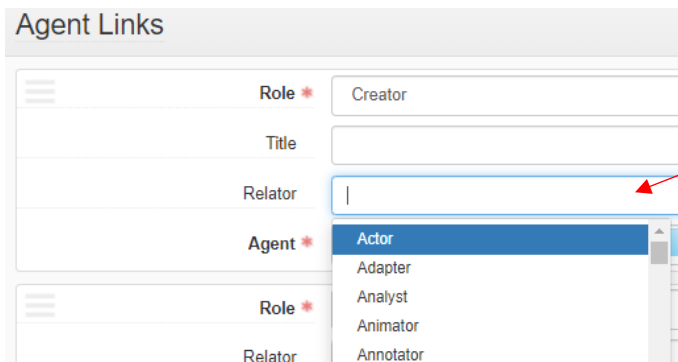 Agent Links
Role * Creator
Title
Relator
Agent * Actor
Adapter
Analyst
Role *
Animator
Relator Annotator